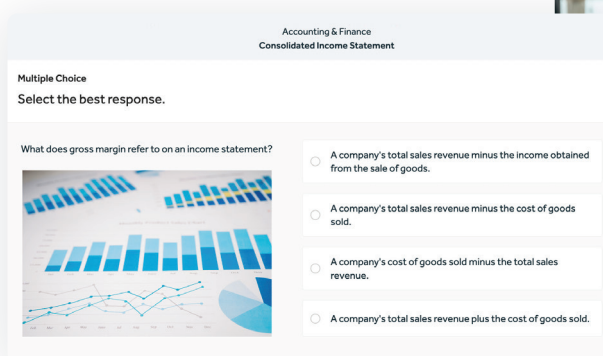 Accounting & Finance
Consolidated Income Statement
Multiple Choice
Select the best response.
What does gross margin refer to on an income statement?
A company's total sales revenue minus the income obtained
from the sale of goods.
A company's total sales revenue minus the cost of goods
sold.
A company's cost of goods sold minus the total sales
revenue.
A company's total sales revenue plus the cost of goods sold.